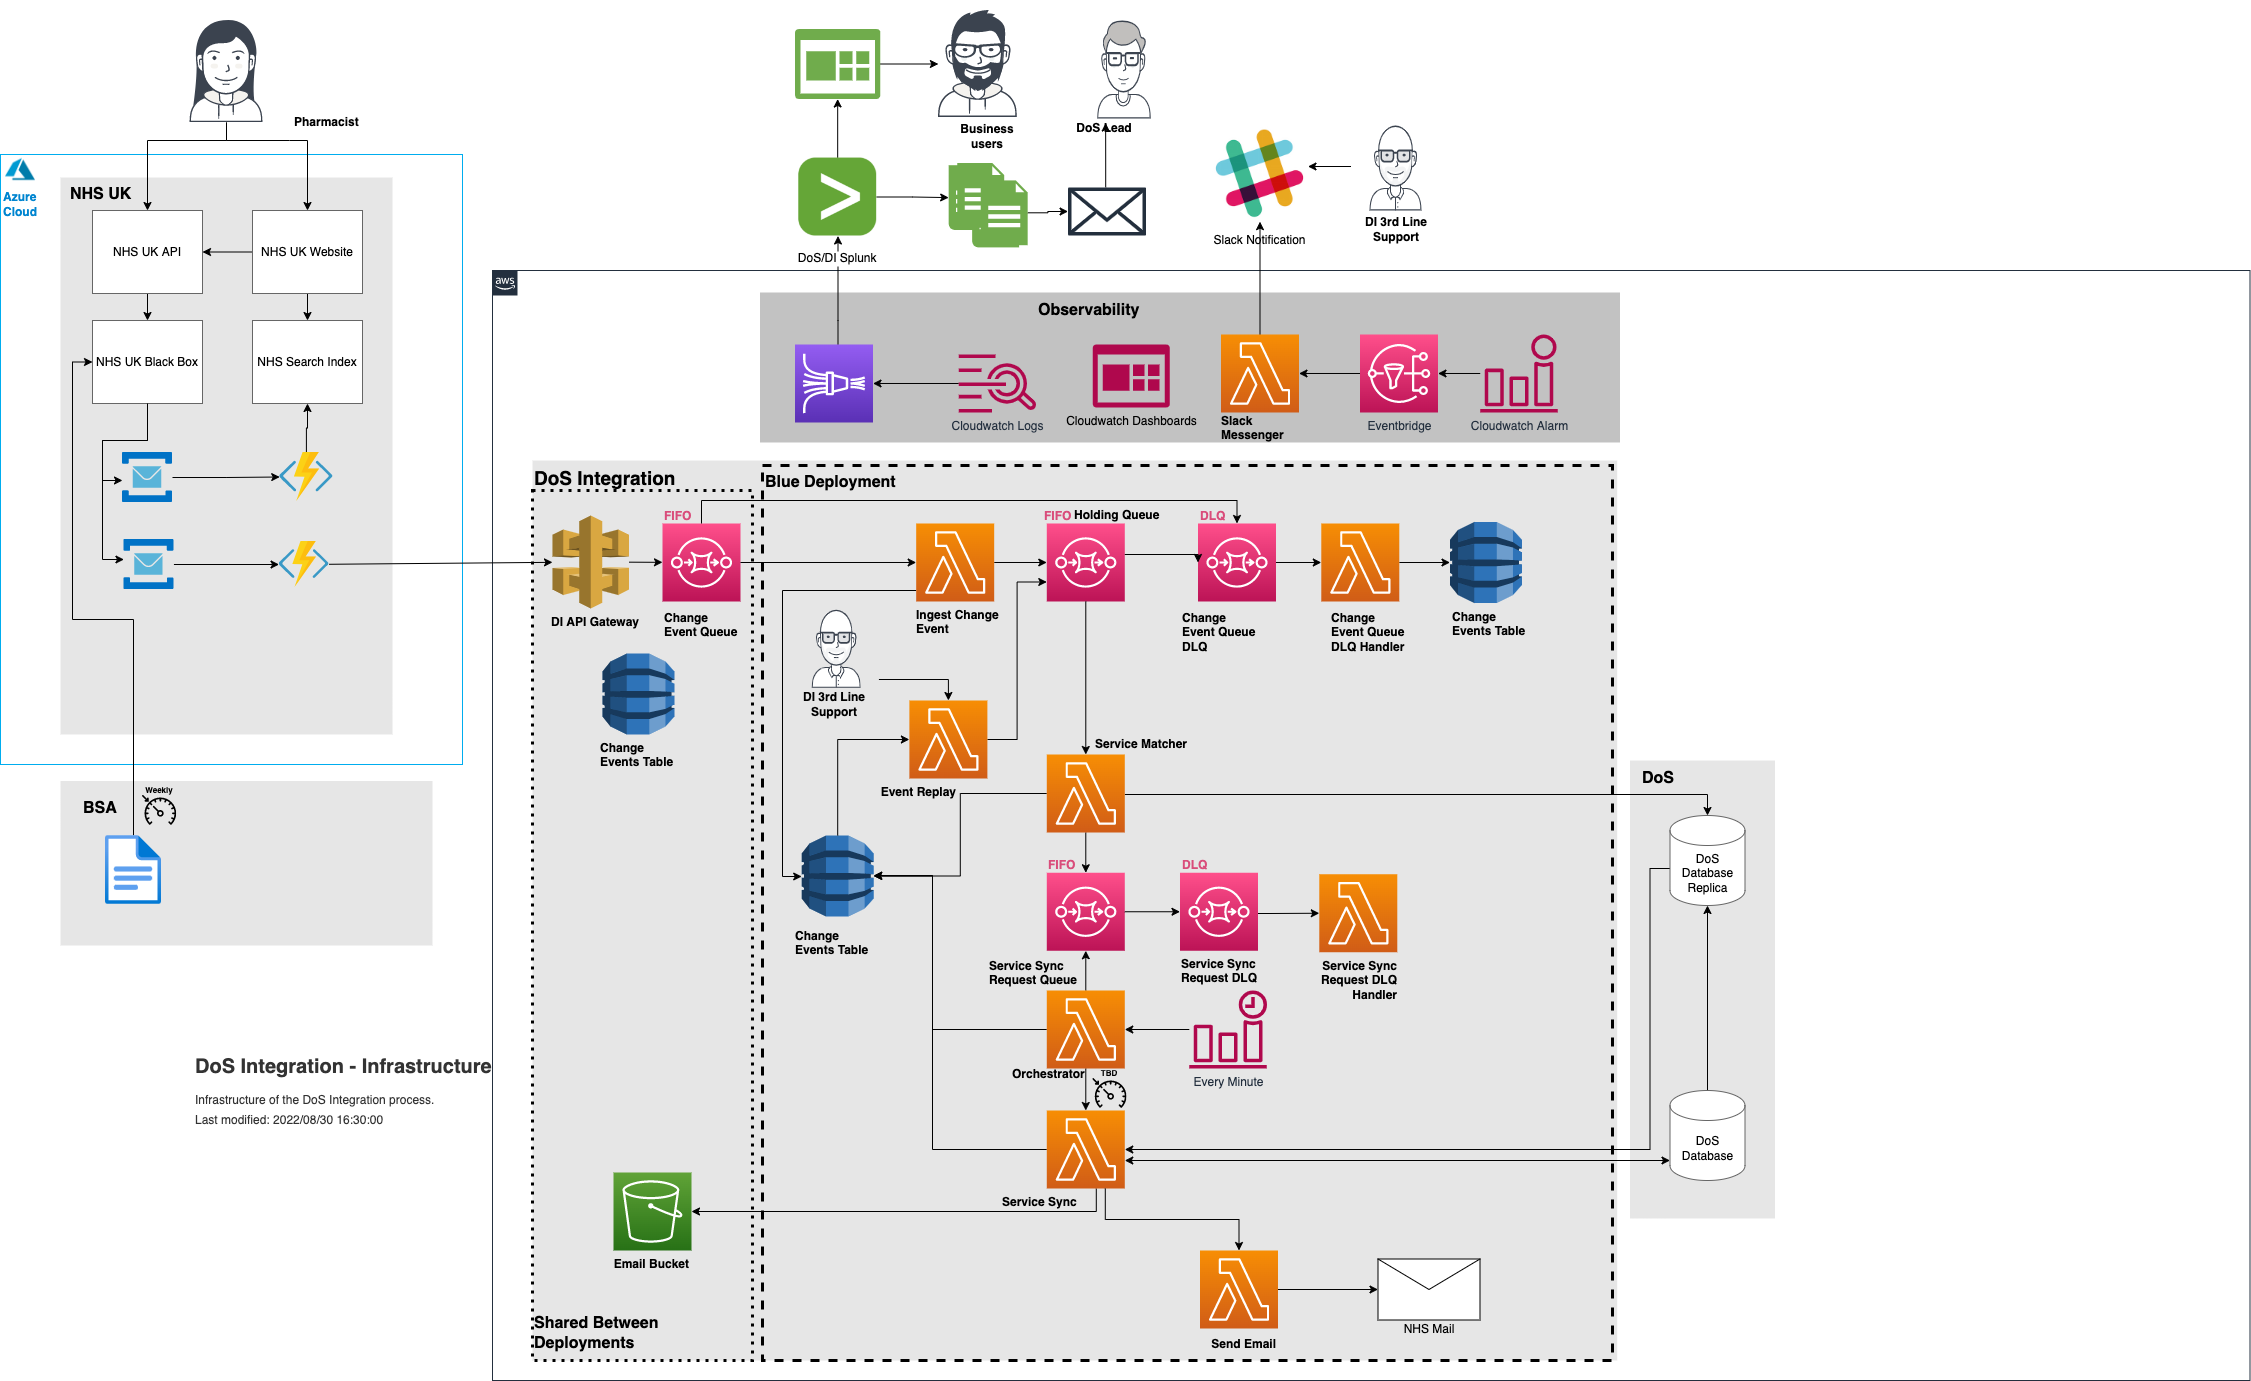 Pharmacist
Business
users
DoS Lead
DI 3rd Line
Support
Slack Notification
DoS/DI Splunk
Azure
Cloud
NHS UK
NHS UK API
NHS UK Website
NHS UK Black Box
NHS Search Index
BSA
Weekly
DoS Integration - Infrastructure
Infrastructure of the DoS Integration process.
Last modified: 2022/08/30 16:30:00
aws
Observability
Cloudwatch Logs
Cloudwatch Dashboards
Slack
Messenger
Eventbridge
Cloudwatch Alarm
DoS Integration
Blue Deployment
FIFO
FIFO Holding Queue
DLQ
DI API Gateway
Change
Event Queue
Ingest Change
Event
Change
Event Queue
DLQ
Change
Event Queue
DLQ Handler
Change
Events Table
DI 3rd Line
Support
Change
Events Table
Event Replay
Service Matcher
DoS
DoS
Database
Replica
FIFO
DLQ
Change
Events Table
Service Sync
Request Queue
Service Sync
Request DLQ
Service Sync
Request DLQ
Handler
Orchestrator
TBD
Every Minute
DoS
Database
Service Sync
Email Bucket
Send Email
NHS Mail
Shared Between
Deployments